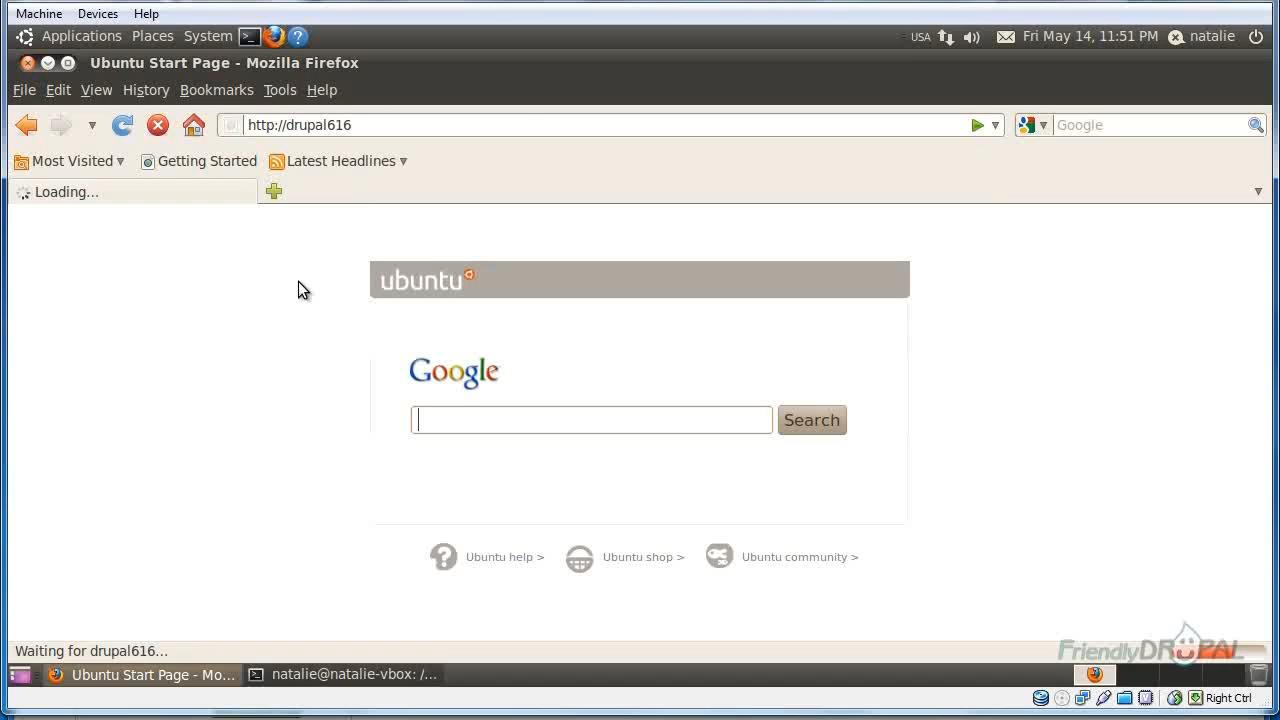 Machine Devices Help
Applications Places System USA Fri May 14, 11:51 PM natalie
Ubuntu Start Page - Mozilla Firefox
File Edit View History Bookmarks Tools Help
http://drupal616 Google
Most Visited Getting Started Latest Headlines
Loading...
ubuntu
Google
Search
Ubuntu help > Ubuntu shop > Ubuntu community >
Waiting for drupal616...
FriendlyDRUPAL
Ubuntu Start Page - Mo... natalie@natalie-vbox: /...
Right Ctrl